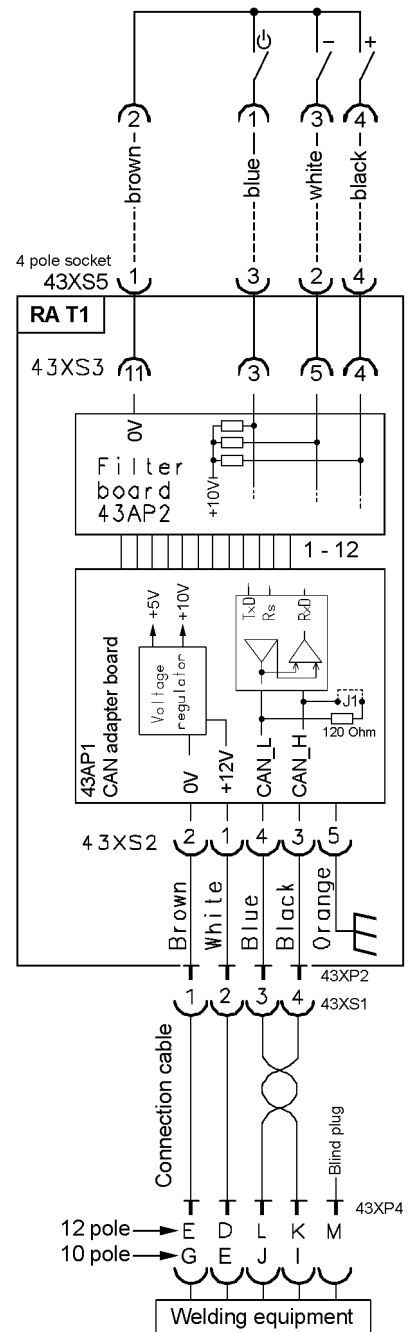 − +
2 1 3 4
brown blue white black
4 pole socket
43XS5 1 3 2 4
RA T1
43XS3 11 3 5 4
0V
Filter
board
43AP2
+10V
1 - 12
+5V +10V
Voltage
regulator
TxD Rs RxD
J1
120 Ohm
43AP1
CAN adapter board
0V +12V CAN_L CAN_H
43XS2 2 1 4 3 5
Brown White Blue Black Orange
43XP2
1 2 3 4 43XS1
Connection cable
Blind plug
43XP4
12 pole E D L K M
10 pole G E J I
Welding equipment